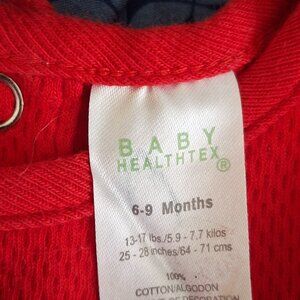 BABY
HEALTHTEX®
6-9 Months
13-17 lbs./5.9 - 7.7 kilos
25 - 28 inches/64 - 71 cms
100%
COTTON/ALGODON